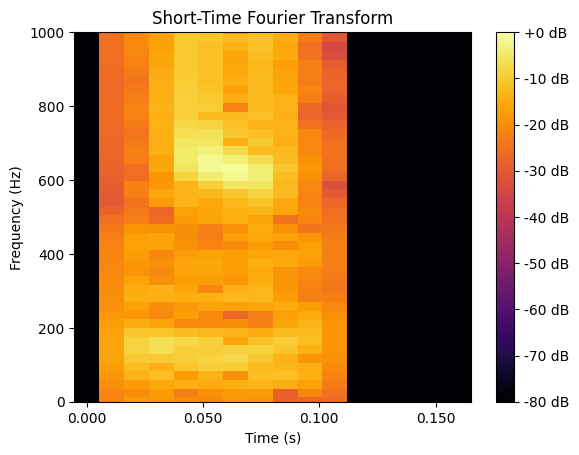 Short-Time Fourier Transform
1000
800
600
400
200
0
Frequency (Hz)
0.000
0.050
0.100
0.150
Time (s)
+0 dB
-10 dB
-20 dB
-30 dB
-40 dB
-50 dB
-60 dB
-70 dB
-80 dB